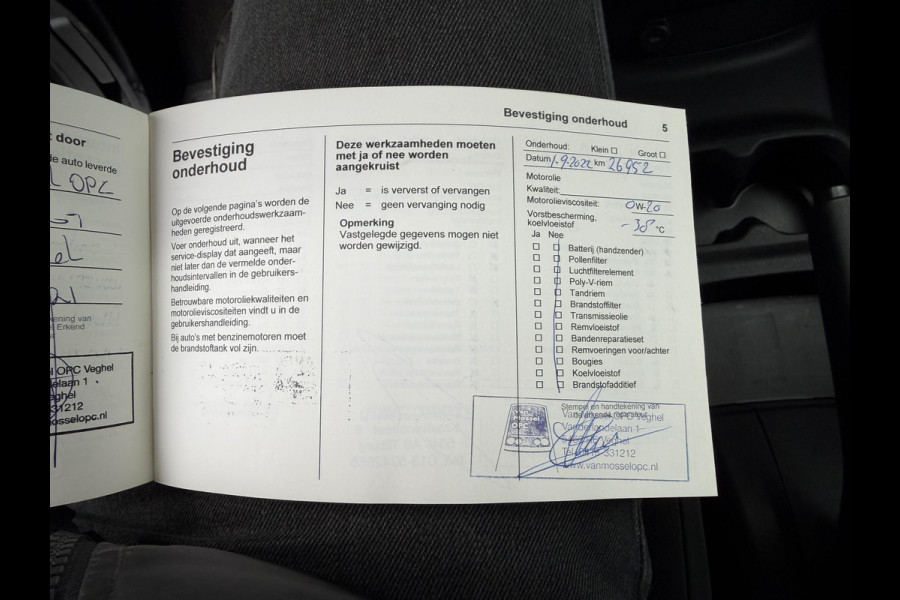 t door
de auto leverde
OPC
Erkend
OPC Veghel
elaan 1
eghel
31212
mosselopc.nl
Bevestiging
onderhoud
Op de volgende pagina's worden de
uitgevoerde onderhoudswerkzaam-
heden geregistreerd.
Voer onderhoud uit, wanneer het
service-display dat aangeeft, maar
niet later dan de vermelde onder-
houdsintervallen in de gebruikers-
handleiding.
Betrouwbare motoroliekwaliteiten en
motorolieviscositeiten vindt u in de
gebruikershandleiding.
Bij auto's met benzinemotoren moet
de brandstoftank vol zijn.
Deze werkzaamheden moeten
met ja of nee worden
aangekruist
Ja = is ververst of vervangen
Nee = geen vervanging nodig
Opmerking
Vastgelegde gegevens mogen niet
worden gewijzigd.
Bevestiging onderhoud 5
Onderhoud: Klein ☐ Groot ☐
Datum 1-9-2022 km 26952
Motorolie
Kwaliteit:
Motorolieviscositeit: 0W-20
Vorstbescherming,
koelvloeistof -38 °C
Ja Nee
☐ ☐ Batterij (handzender)
☐ ☐ Pollenfilter
☐ ☐ Luchtfilterelement
☐ ☐ Poly-V-riem
☐ ☐ Tandriem
☐ ☐ Brandstoffilter
☐ ☐ Transmissieolie
☐ ☐ Remvloeistof
☐ ☐ Bandenreparatieset
☐ ☐ Remvoeringen voor/achter
☐ ☐ Bougies
☐ ☐ Koelvloeistof
☐ ☐ Brandstofadditief
Stempel en handtekening van
OPC
Veghel
331212
www.vanmosselopc.nl